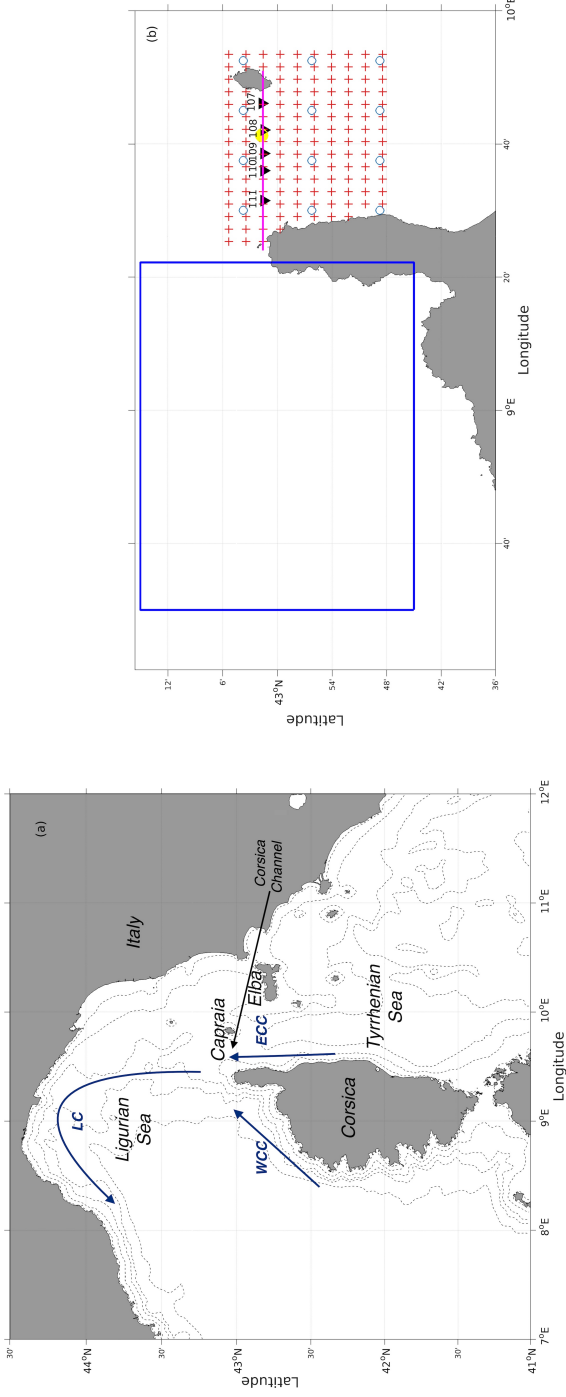 (a)
Italy
Corsica
Channel
Capraia
Elba
ECC
LC
Ligurian
Sea
WCC
Corsica
Tyrrhenian
Sea
30'
44°N
30'
43°N
30'
42°N
30'
41°N
7°E
8°E
9°E
10°E
11°E
12°E
Longitude
Latitude
(b)
111
110
109
108
107
12'
6'
43°N
54'
48'
42'
36'
40'
9°E
20'
40'
10°E
Longitude
Latitude